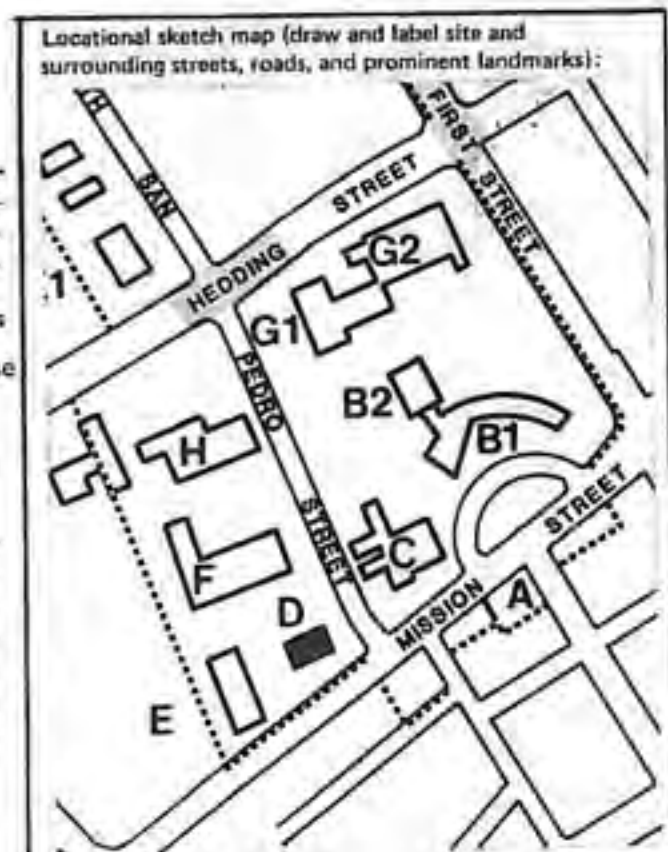 Locational sketch map (draw and label site and
surrounding streets, roads, and prominent landmarks):
FIRST STREET
SAN PEDRO STREET
HEDDING STREET
G2
G1
1
B2
B1
H
C
F
MISSION STREET
A
D
E